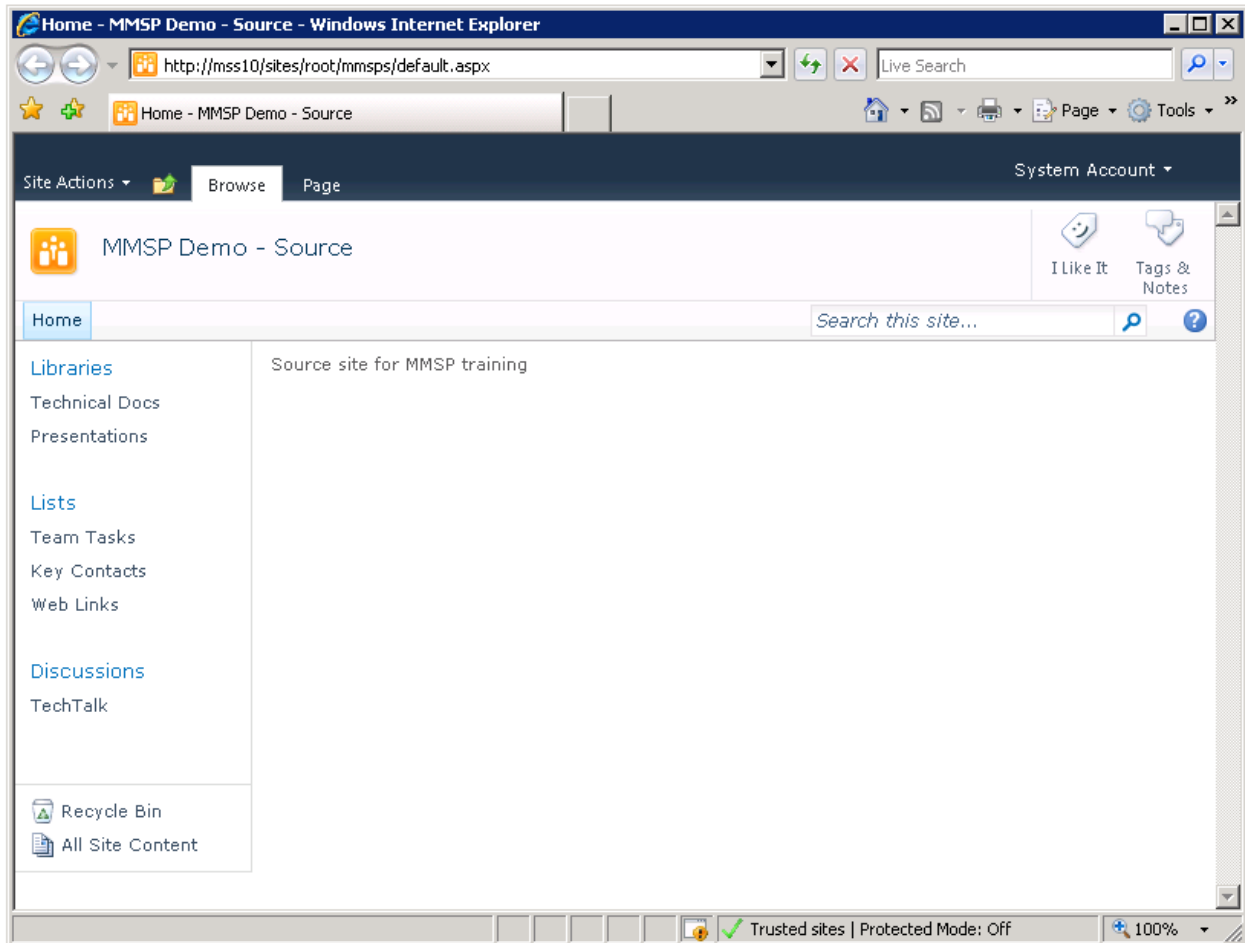 Home - MMSP Demo - Source - Windows Internet Explorer
http://mss10/sites/root/mmsps/default.aspx
Live Search
Home - MMSP Demo - Source
Page
Tools
Site Actions
Browse
Page
System Account
MMSP Demo - Source
I Like It
Tags &
Notes
Home
Search this site...
Libraries
Source site for MMSP training
Technical Docs
Presentations
Lists
Team Tasks
Key Contacts
Web Links
Discussions
TechTalk
Recycle Bin
All Site Content
Trusted sites | Protected Mode: Off
100%